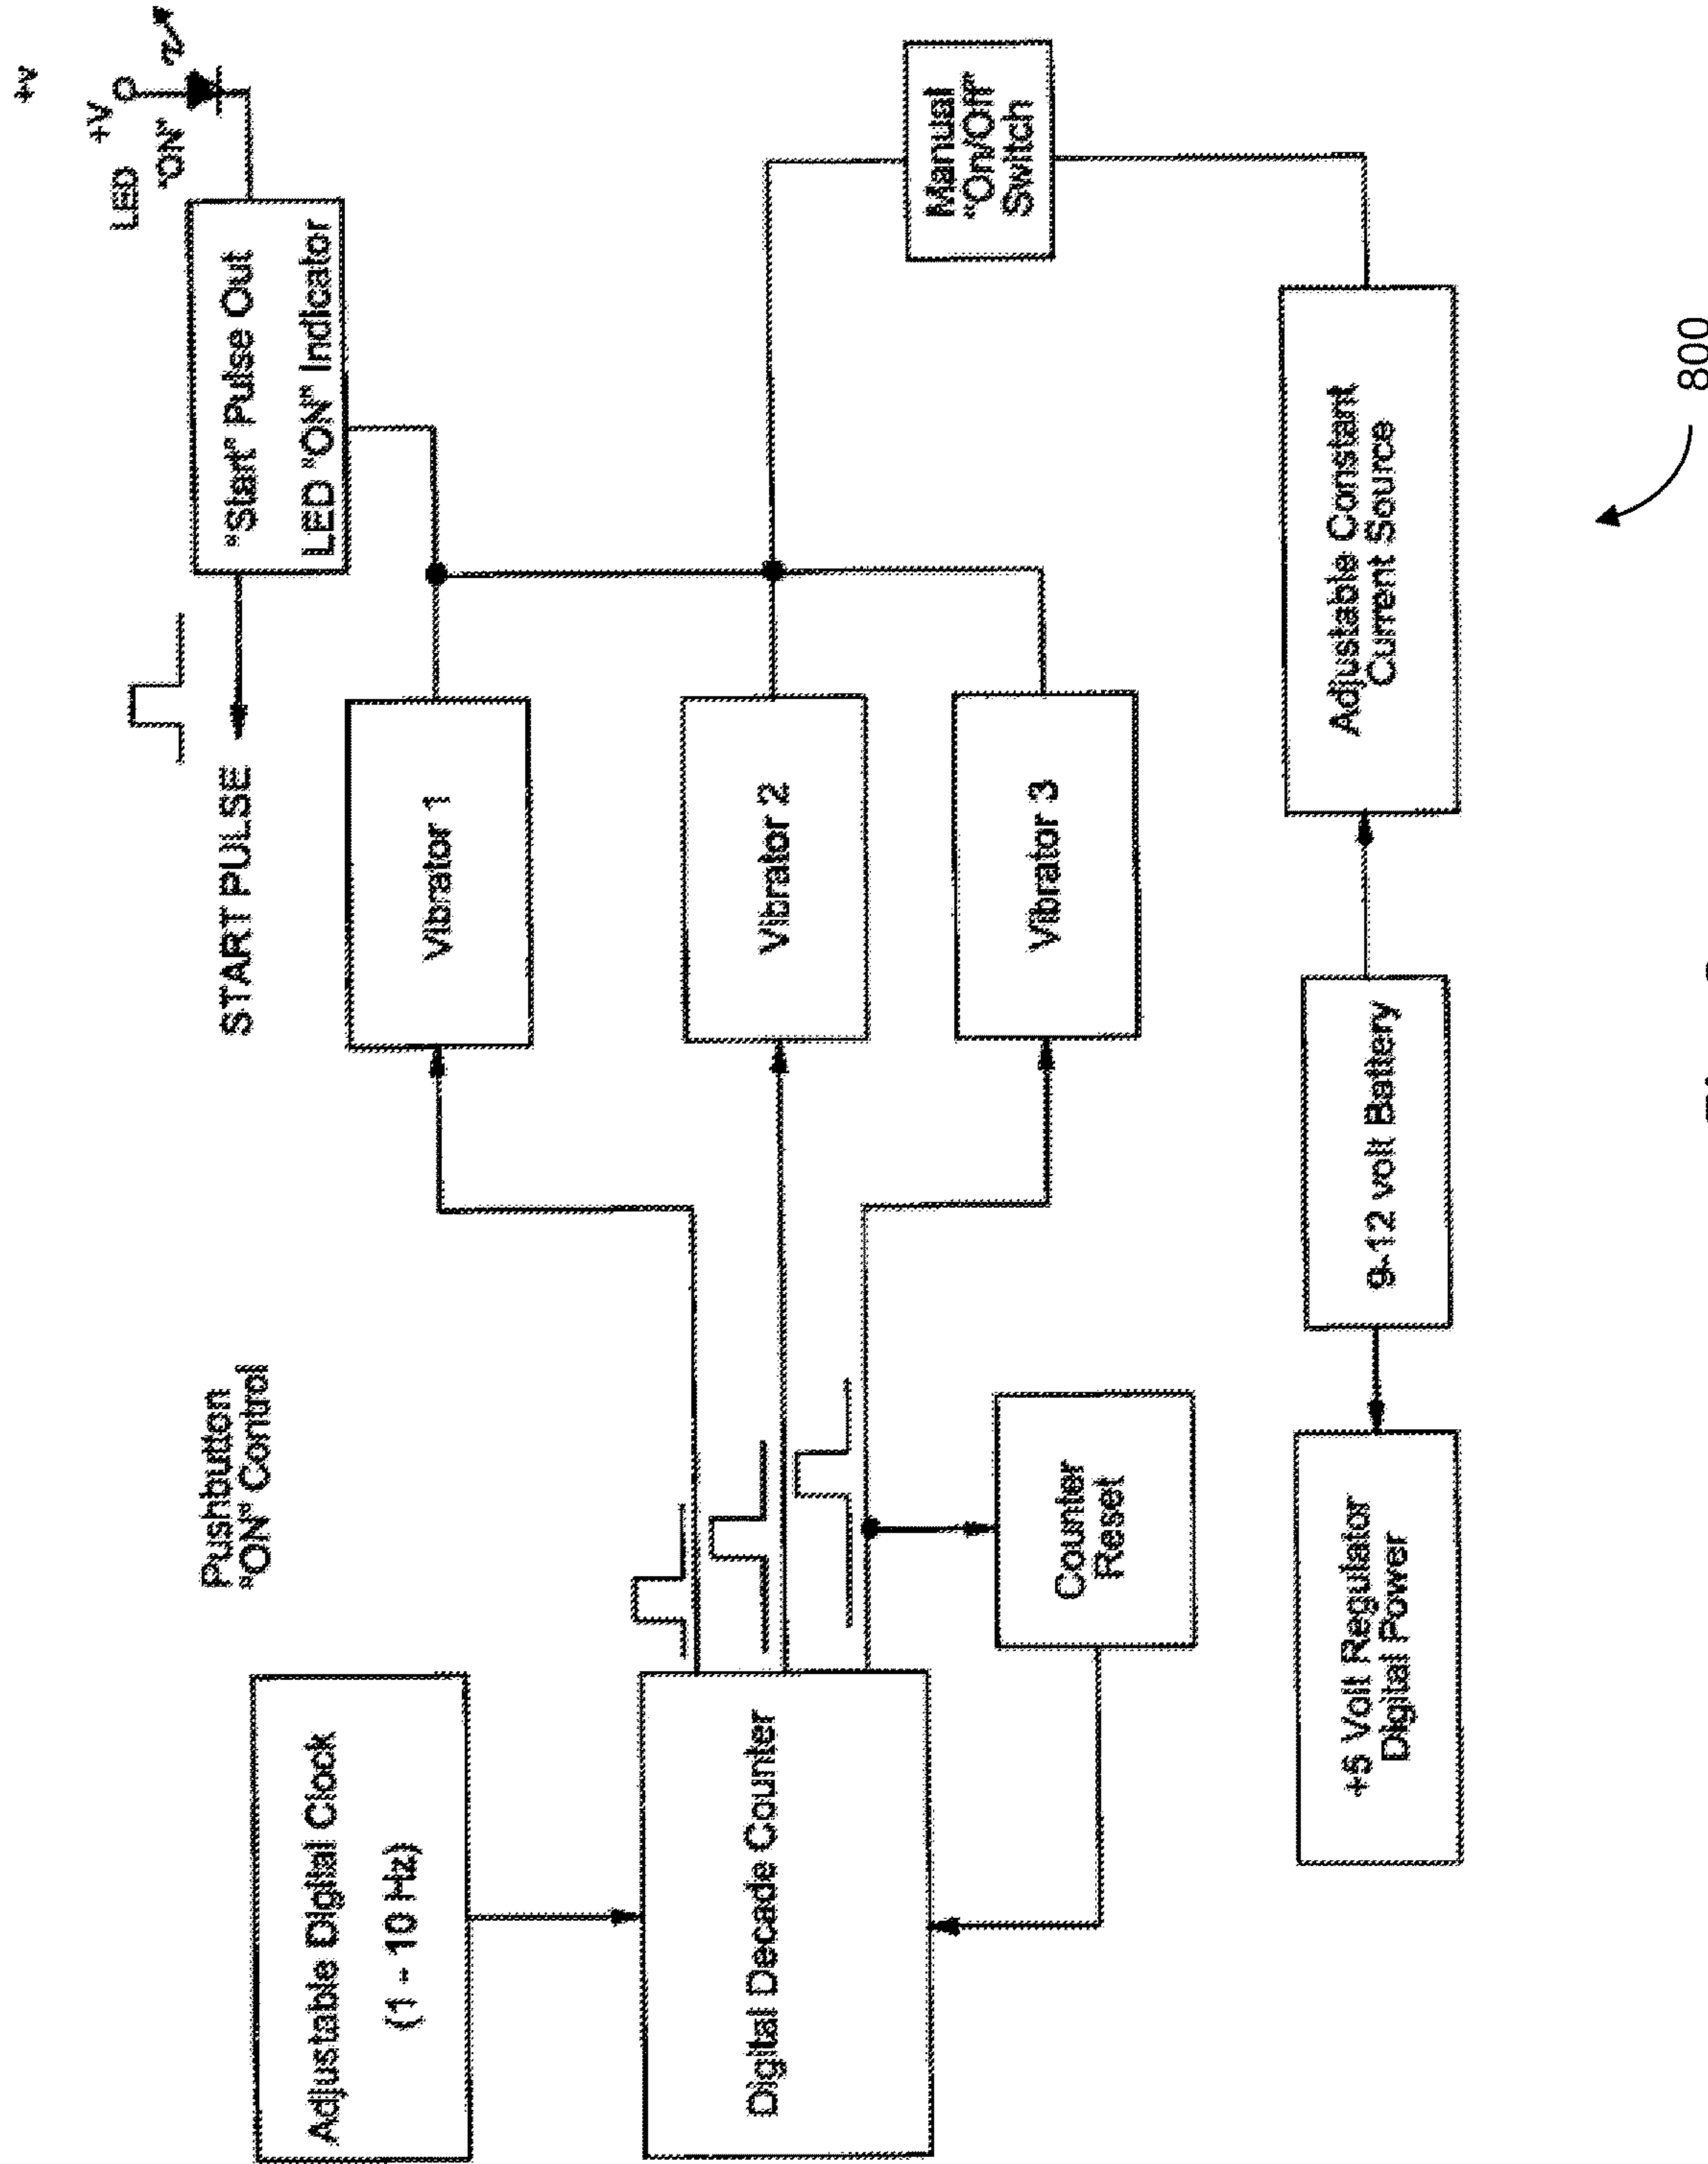 +V
+V
LED
"ON"
"Start" Pulse Out
LED "ON" Indicator
START PULSE
Pushbutton
"ON" Control
Adjustable Digital Clock
(1 - 10 Hz)
Digital Decade Counter
Counter
Reset
Vibrator 1
Vibrator 2
Vibrator 3
Manual
"On/Off"
Switch
+5 Volt Regulator
Digital Power
9-12 volt Battery
Adjustable Constant
Current Source
800